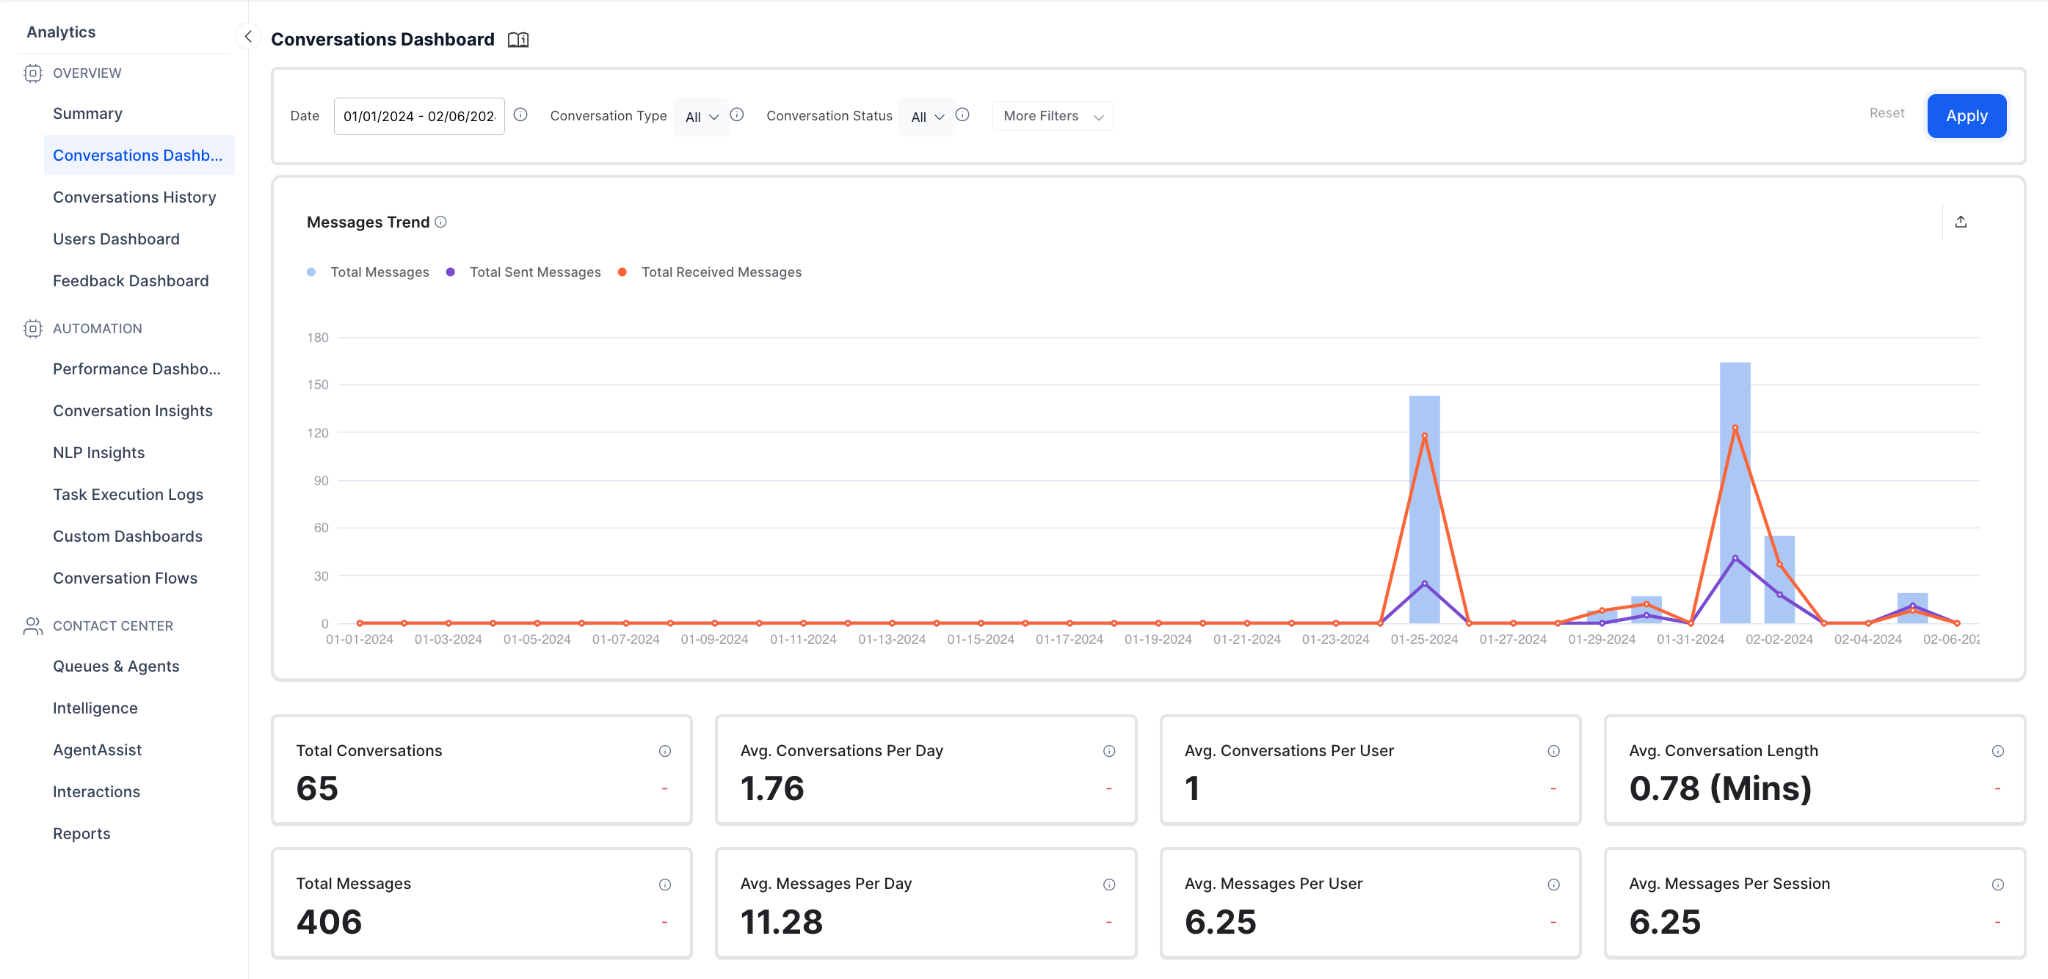 Analytics
OVERVIEW
Summary
Conversations Dashb...
Conversations History
Users Dashboard
Feedback Dashboard
AUTOMATION
Performance Dashbo...
Conversation Insights
NLP Insights
Task Execution Logs
Custom Dashboards
Conversation Flows
CONTACT CENTER
Queues & Agents
Intelligence
AgentAssist
Interactions
Reports
Conversations Dashboard
Date 01/01/2024 - 02/06/202 Conversation Type All Conversation Status All More Filters Reset Apply
Messages Trend
Total Messages Total Sent Messages Total Received Messages
180
150
120
90
60
30
0
01-01-2024 01-03-2024 01-05-2024 01-07-2024 01-09-2024 01-11-2024 01-13-2024 01-15-2024 01-17-2024 01-19-2024 01-21-2024 01-23-2024 01-25-2024 01-27-2024 01-29-2024 01-31-2024 02-02-2024 02-04-2024 02-06-202
Total Conversations
65 -
Avg. Conversations Per Day
1.76 -
Avg. Conversations Per User
1 -
Avg. Conversation Length
0.78 (Mins) -
Total Messages
406 -
Avg. Messages Per Day
11.28 -
Avg. Messages Per User
6.25 -
Avg. Messages Per Session
6.25 -